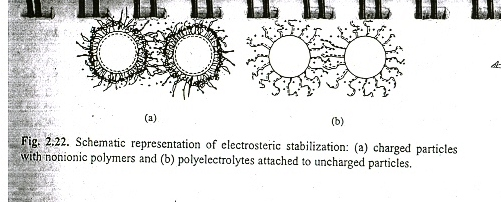 (a)
(b)
Fig. 2.22. Schematic representation of electrosteric stabilization: (a) charged particles
with nonionic polymers and (b) polyelectrolytes attached to uncharged particles.